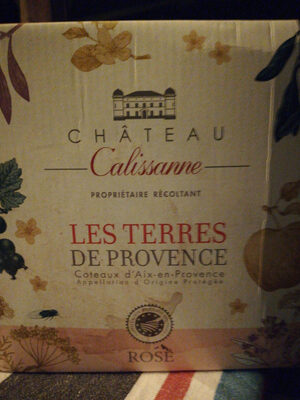 CHÂTEAU
Calissanne
PROPRIÉTAIRE RÉCOLTANT
LES TERRES
DE PROVENCE
Coteaux d'Aix-en-Provence
Appellation d'Origine Protégée
ROSÉ